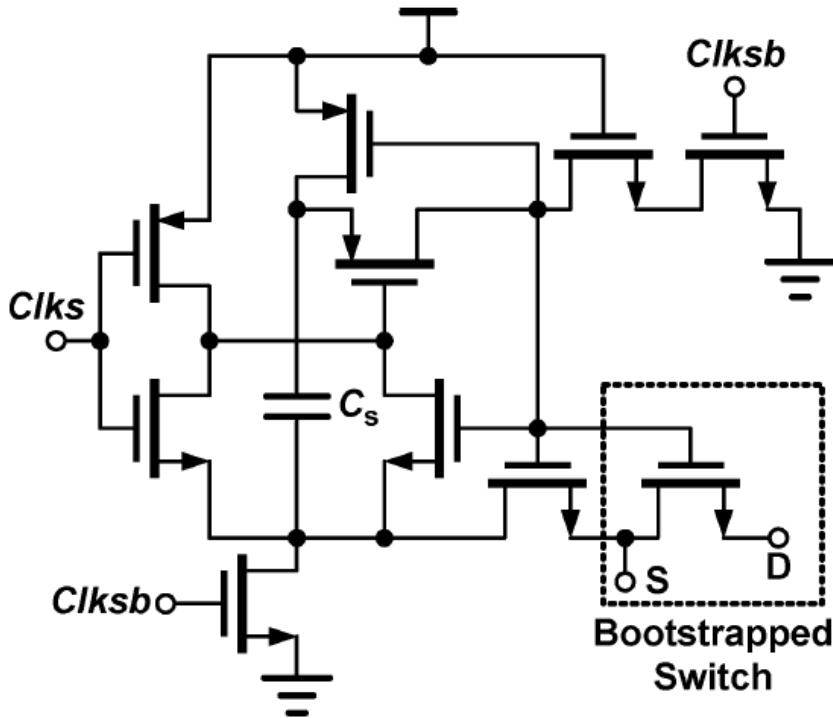 Clksb
Clks
Cs
S
D
Clksb
Bootstrapped
Switch